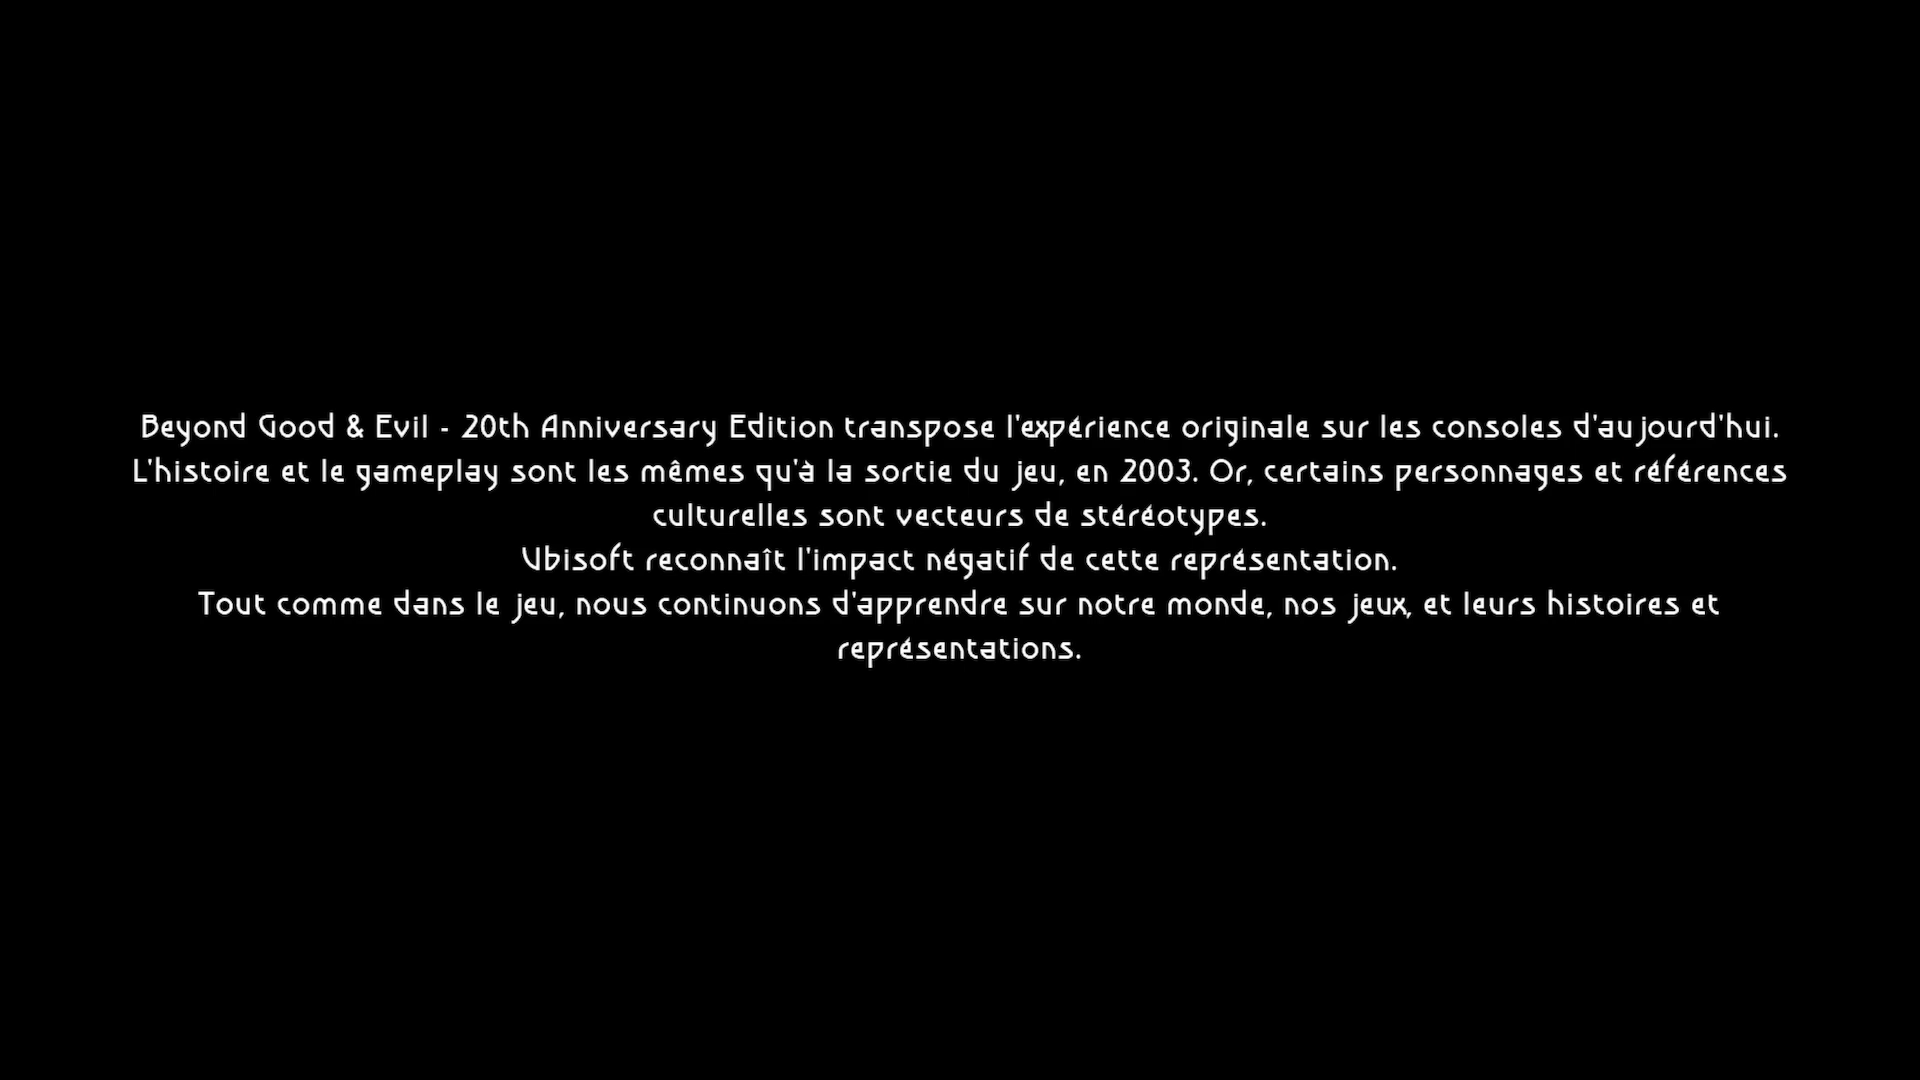 Beyond Good & Evil - 20th Anniversary Edition transpose l'expérience originale sur les consoles d'aujourd'hui.
L'histoire et le gameplay sont les mêmes qu'à la sortie du jeu, en 2003. Or, certains personnages et références
culturelles sont vecteurs de stéréotypes.
Ubisoft reconnaît l'impact négatif de cette représentation.
Tout comme dans le jeu, nous continuons d'apprendre sur notre monde, nos jeux, et leurs histoires et
représentations.